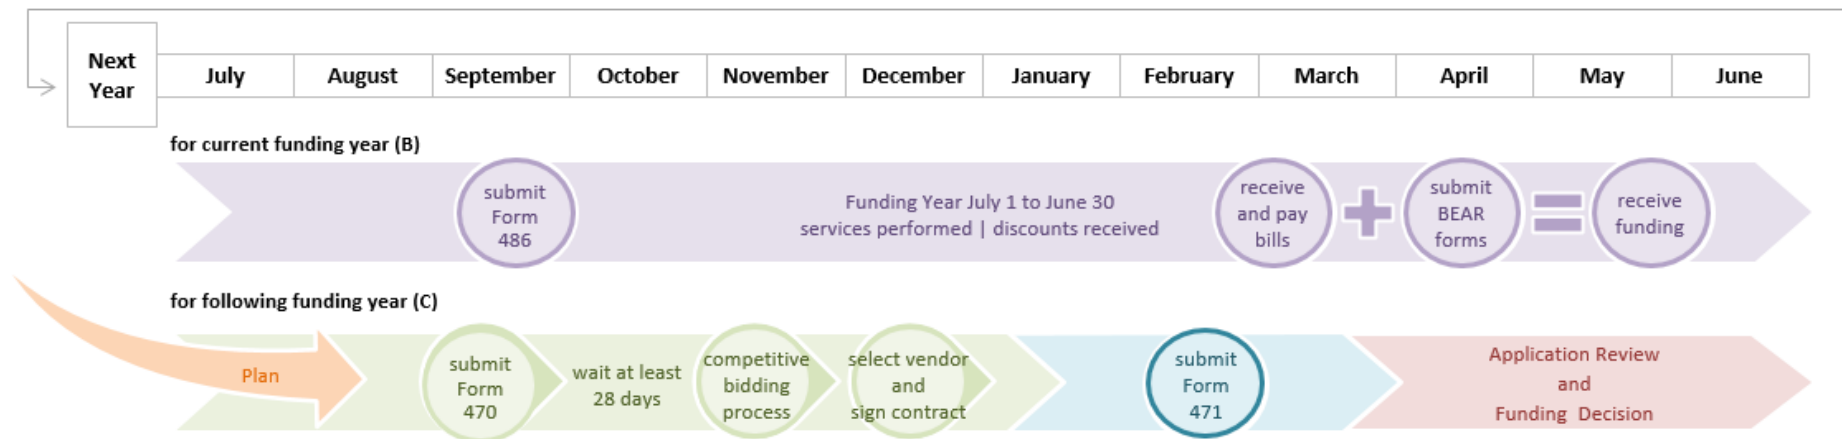 Next
Year
July August September October November December January February March April May June
for current funding year (B)
submit
Form
486
Funding Year July 1 to June 30
services performed | discounts received
receive
and pay
bills
submit
BEAR
forms
receive
funding
for following funding year (C)
Plan
submit
Form
470
wait at least
28 days
competitive
bidding
process
select vendor
and
sign contract
submit
Form
471
Application Review
and
Funding Decision